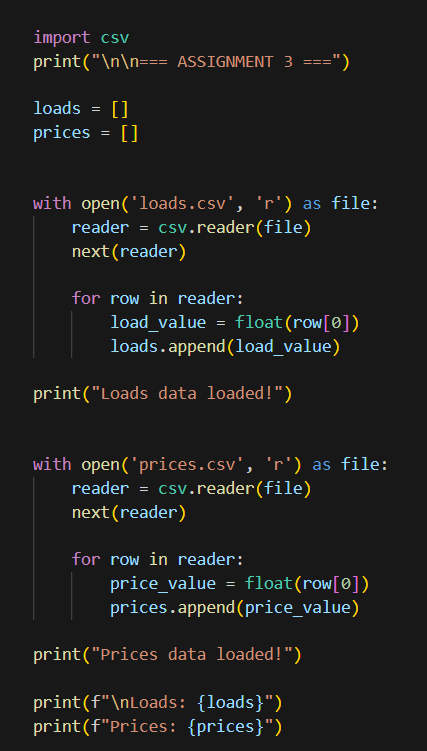 import csv
print("\n\n=== ASSIGNMENT 3 ===")
loads = []
prices = []
with open('loads.csv', 'r') as file:
    reader = csv.reader(file)
    next(reader)
    for row in reader:
        load_value = float(row[0])
        loads.append(load_value)
print("Loads data loaded!")
with open('prices.csv', 'r') as file:
    reader = csv.reader(file)
    next(reader)
    for row in reader:
        price_value = float(row[0])
        prices.append(price_value)
print("Prices data loaded!")
print(f"\nLoads: {loads}")
print(f"Prices: {prices}")